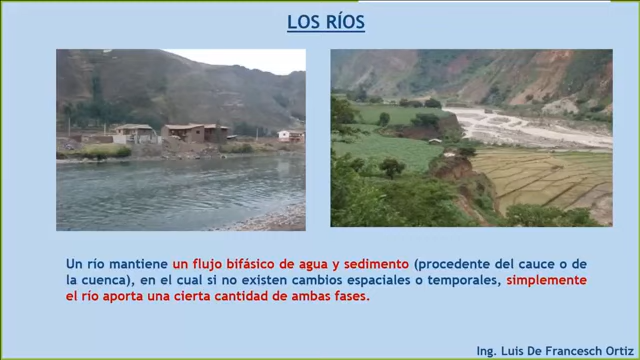 LOS RÍOS
Un río mantiene un flujo bifásico de agua y sedimento (procedente del cauce o de
la cuenca), en el cual si no existen cambios espaciales o temporales, simplemente
el río aporta una cierta cantidad de ambas fases.
Ing. Luis De Francesch Ortiz